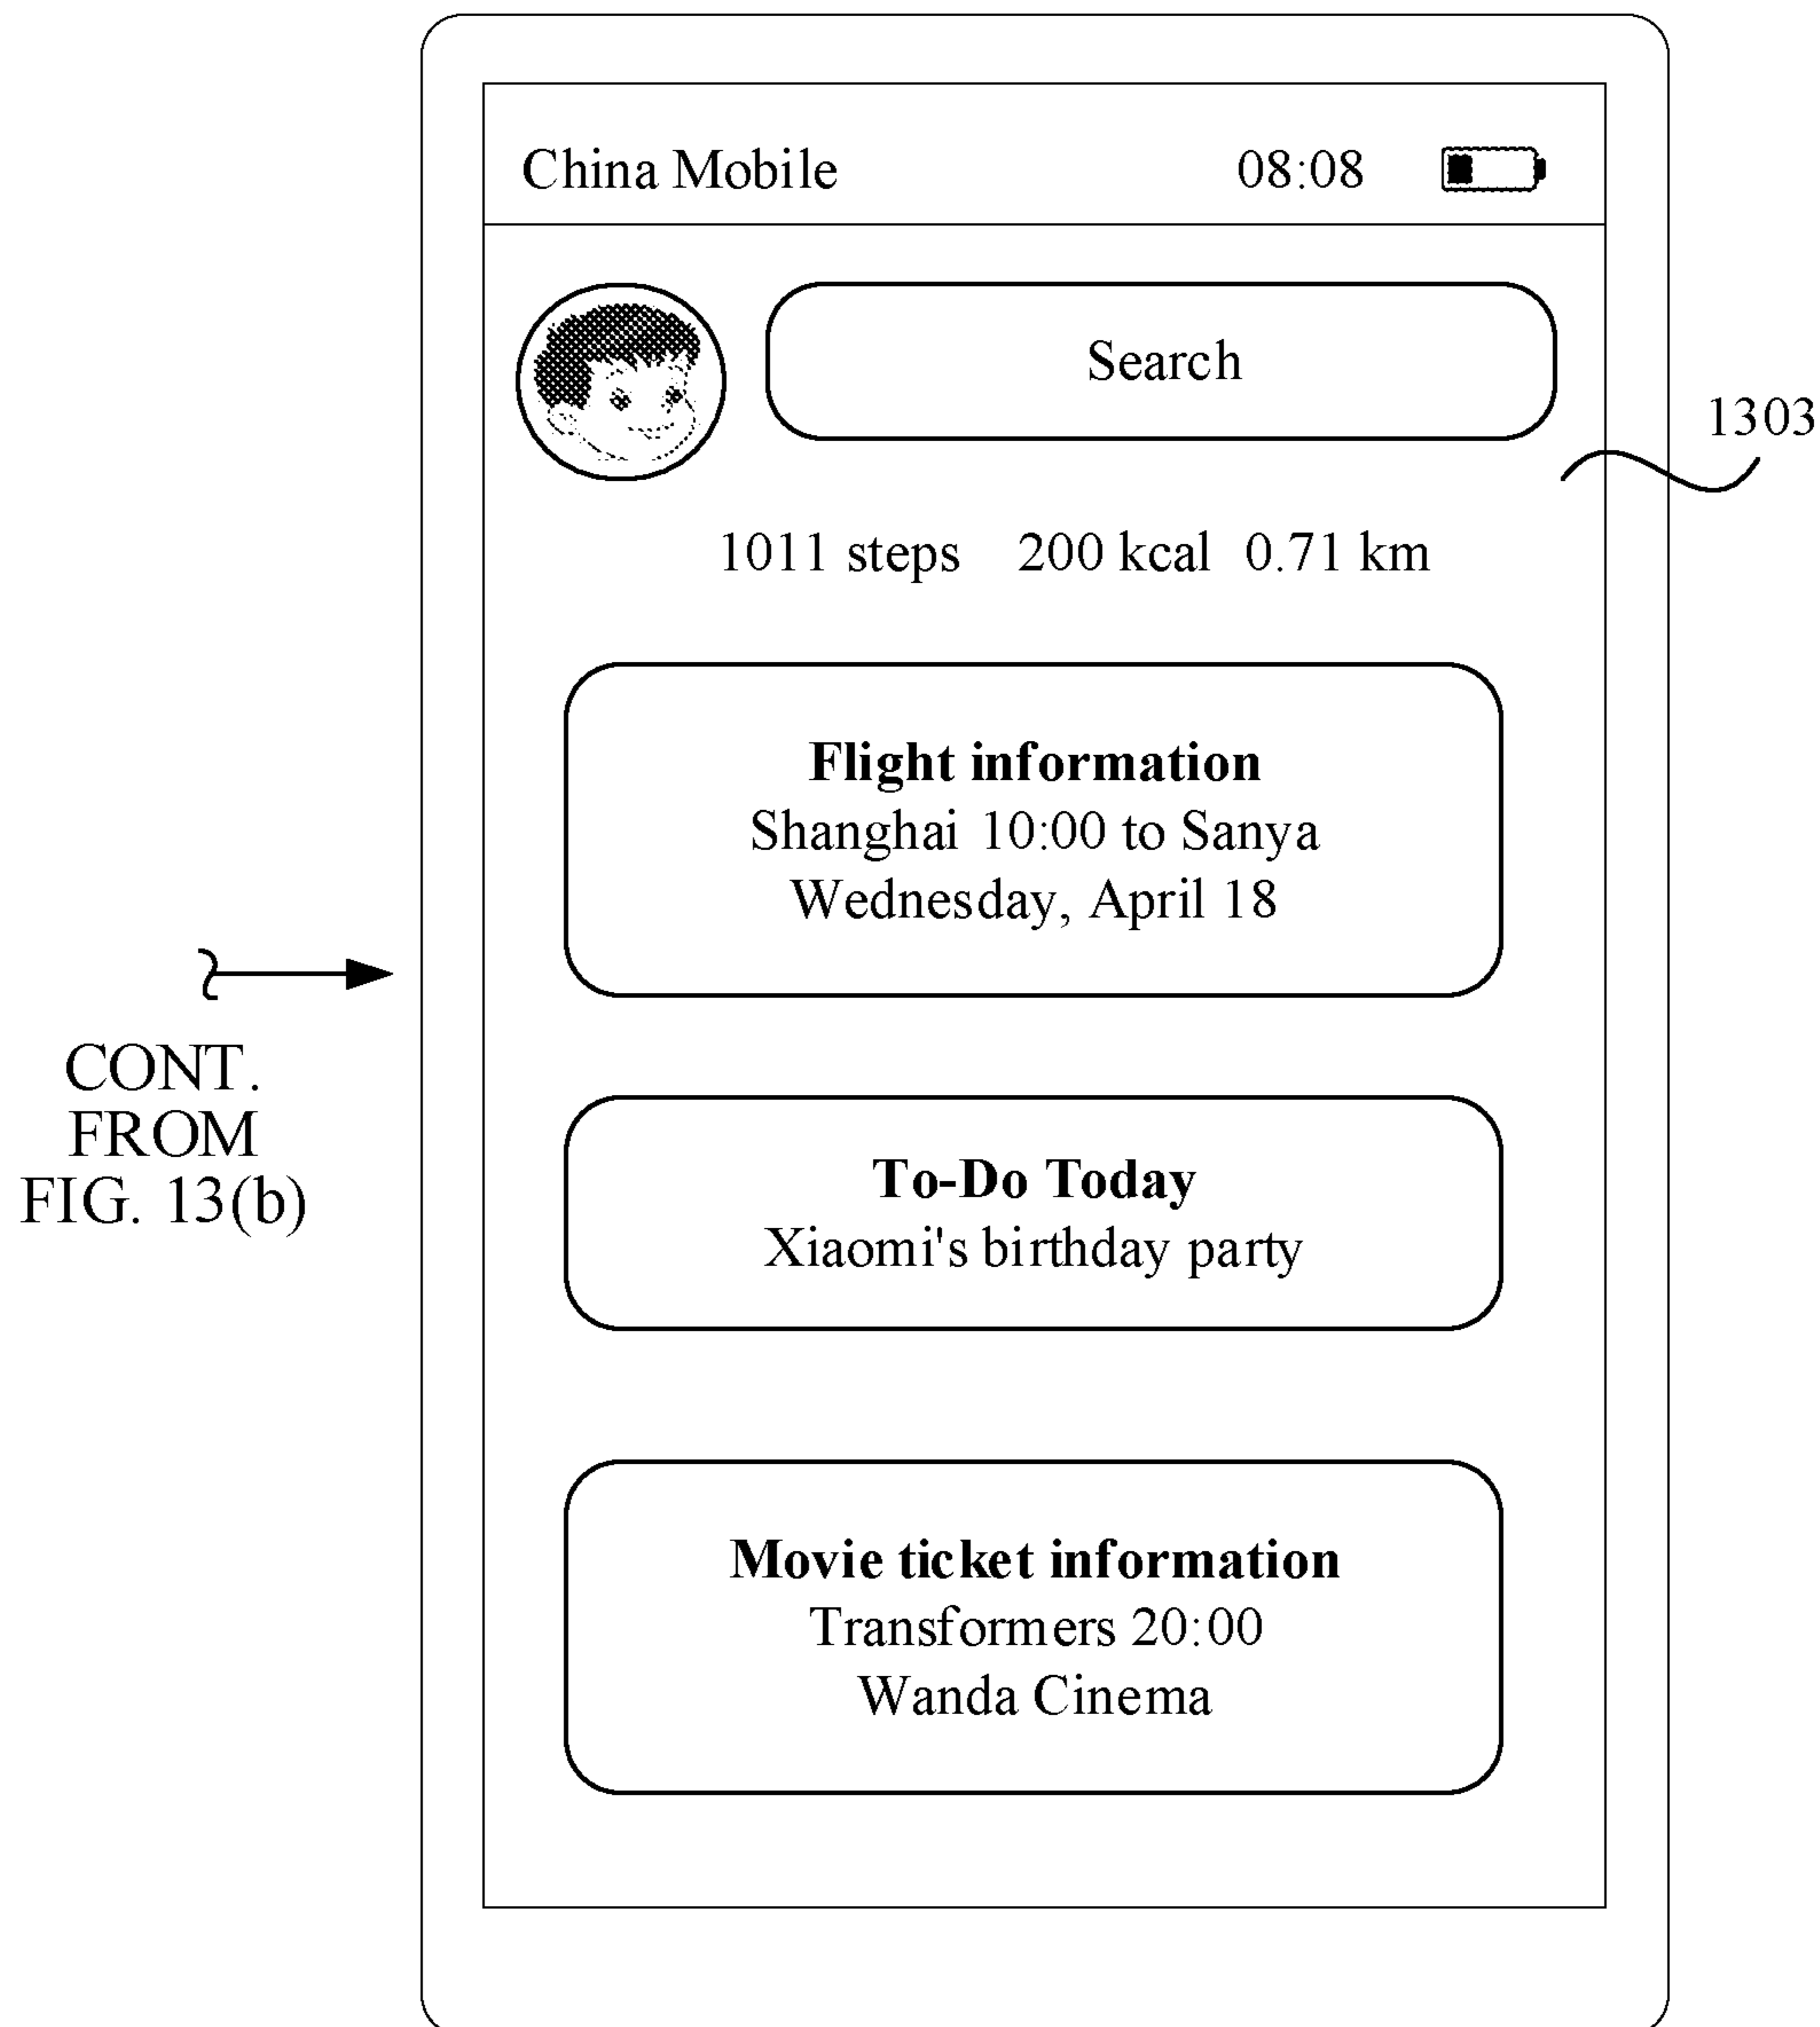 China Mobile 08:08
Search
1303
1011 steps 200 kcal 0.71 km
Flight information
Shanghai 10:00 to Sanya
Wednesday, April 18
CONT.
FROM
FIG. 13(b)
To-Do Today
Xiaomi's birthday party
Movie ticket information
Transformers 20:00
Wanda Cinema